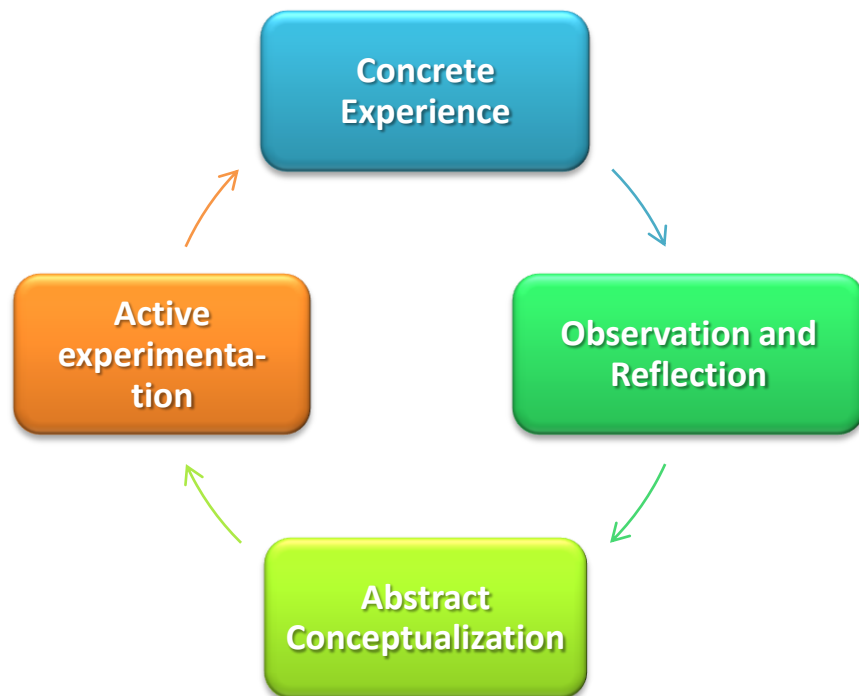 Concrete
Experience
Observation and
Reflection
Abstract
Conceptualization
Active
experimenta-
tion